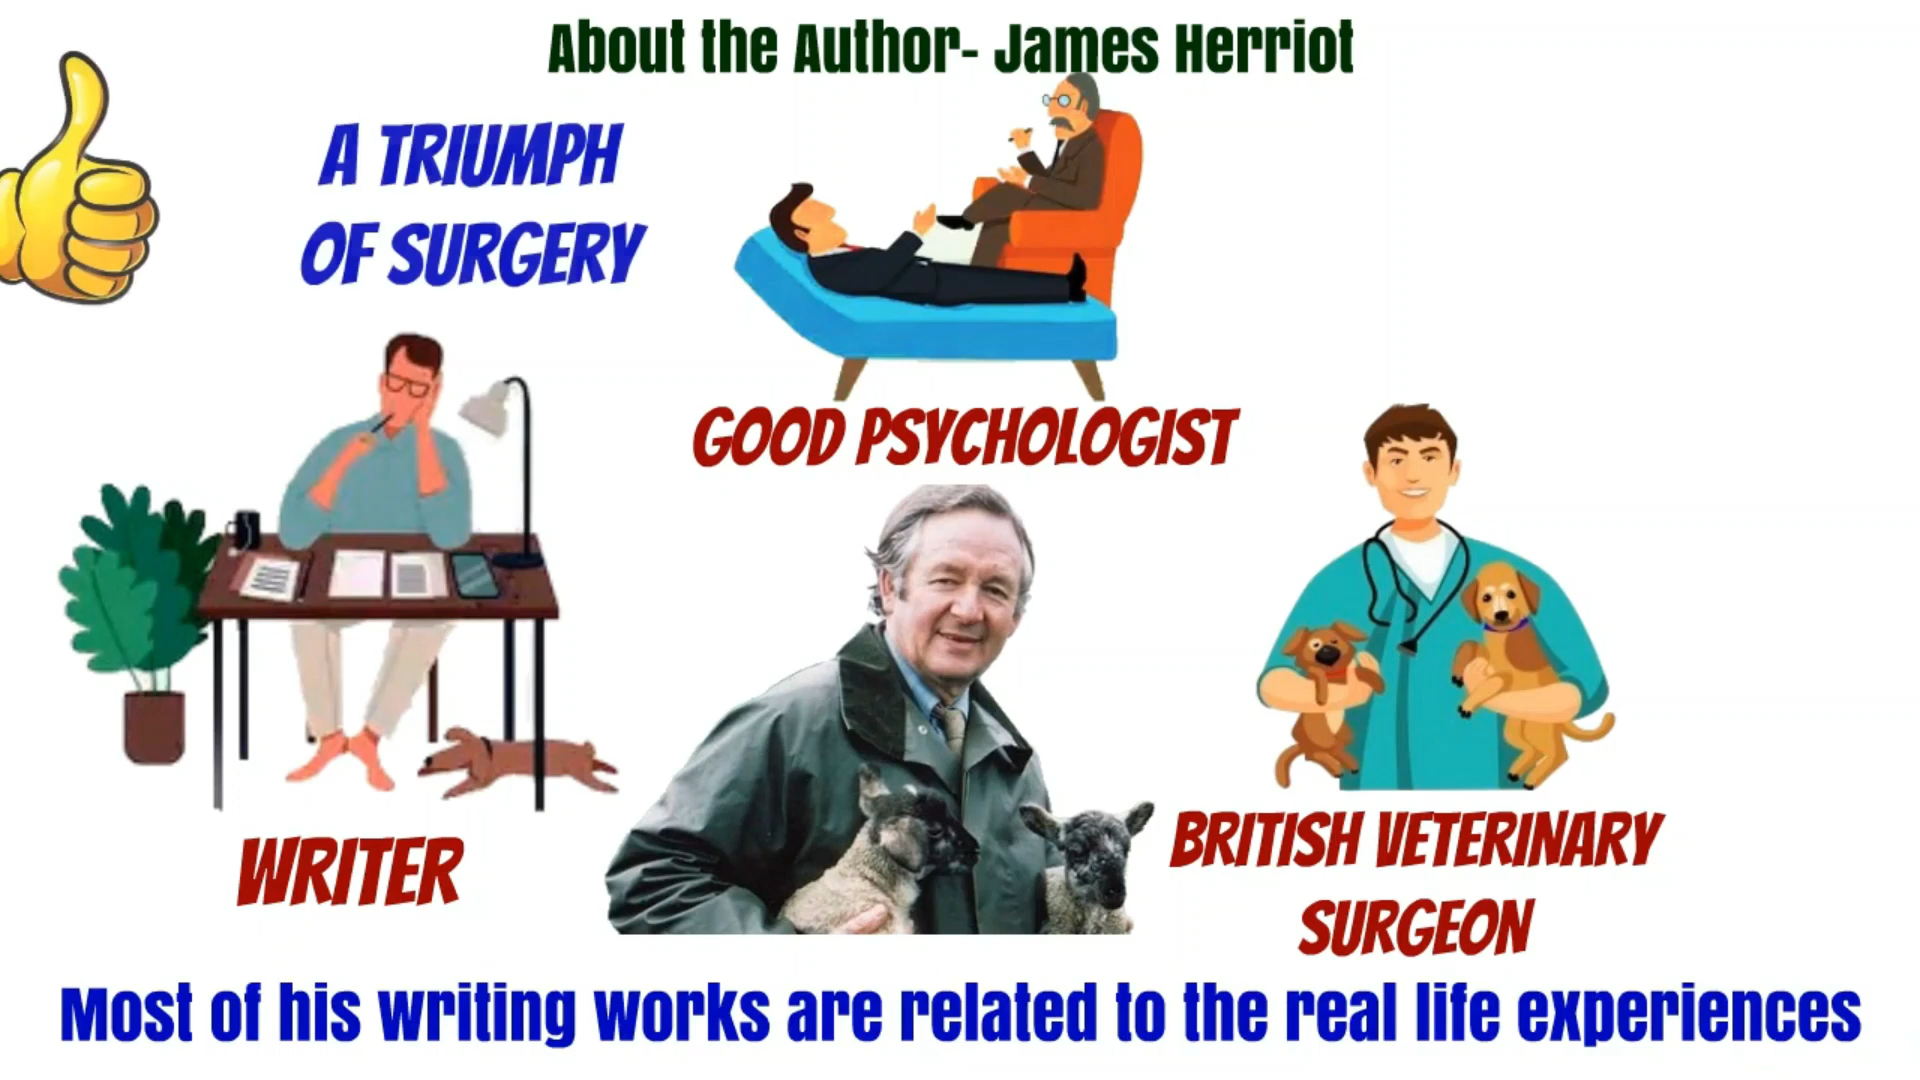 About the Author- James Herriot
A TRIUMPH
OF SURGERY
GOOD PSYCHOLOGIST
WRITER
BRITISH VETERINARY
SURGEON
Most of his writing works are related to the real life experiences